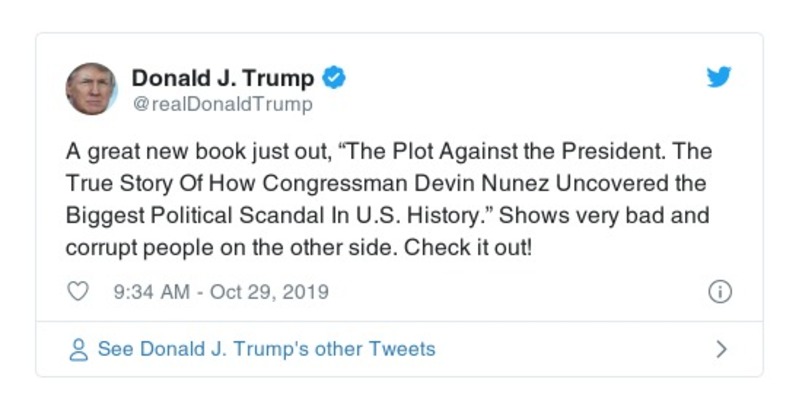 Donald J. Trump
@realDonaldTrump
A great new book just out, “The Plot Against the President. The
True Story Of How Congressman Devin Nunez Uncovered the
Biggest Political Scandal In U.S. History.” Shows very bad and
corrupt people on the other side. Check it out!
9:34 AM - Oct 29, 2019
See Donald J. Trump's other Tweets